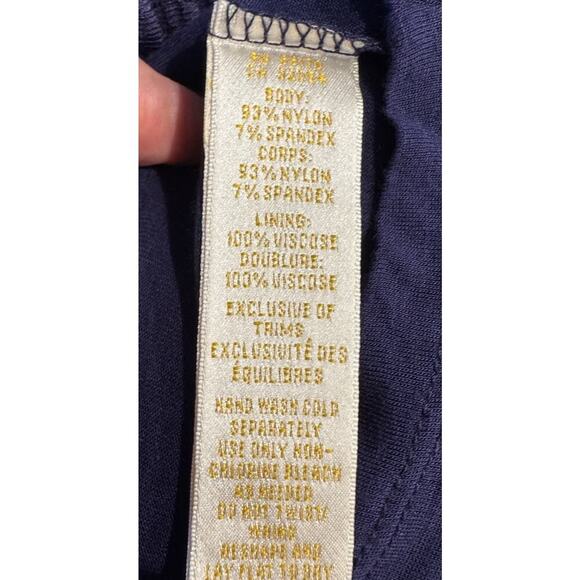 BODY:
93% NYLON
7% SPANDEX
CORPS:
93% NYLON
7% SPANDEX
LINING:
100% VISCOSE
DOUBLURE:
100% VISCOSE
EXCLUSIVE OF
TRIMS
EXCLUSIVITÉ DES
ÉQUILIBRES
HAND WASH COLD
SEPARATELY
USE ONLY NON-
CHLORINE BLEACH
AS NEEDED
DO NOT TWIST/
WRING
RESHAPE AND
LAY FLAT TO DRY